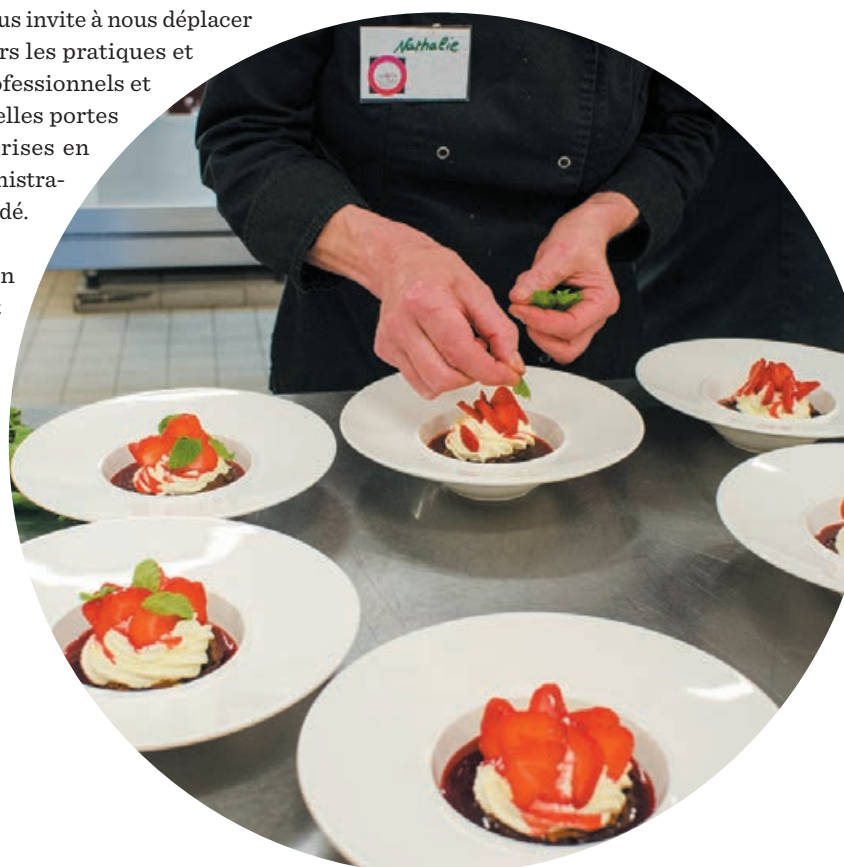 us invite à nous déplacer
rs les pratiques et
ofessionnels et
elles portes
rises en
nistra-
dé.
n
Nathalie